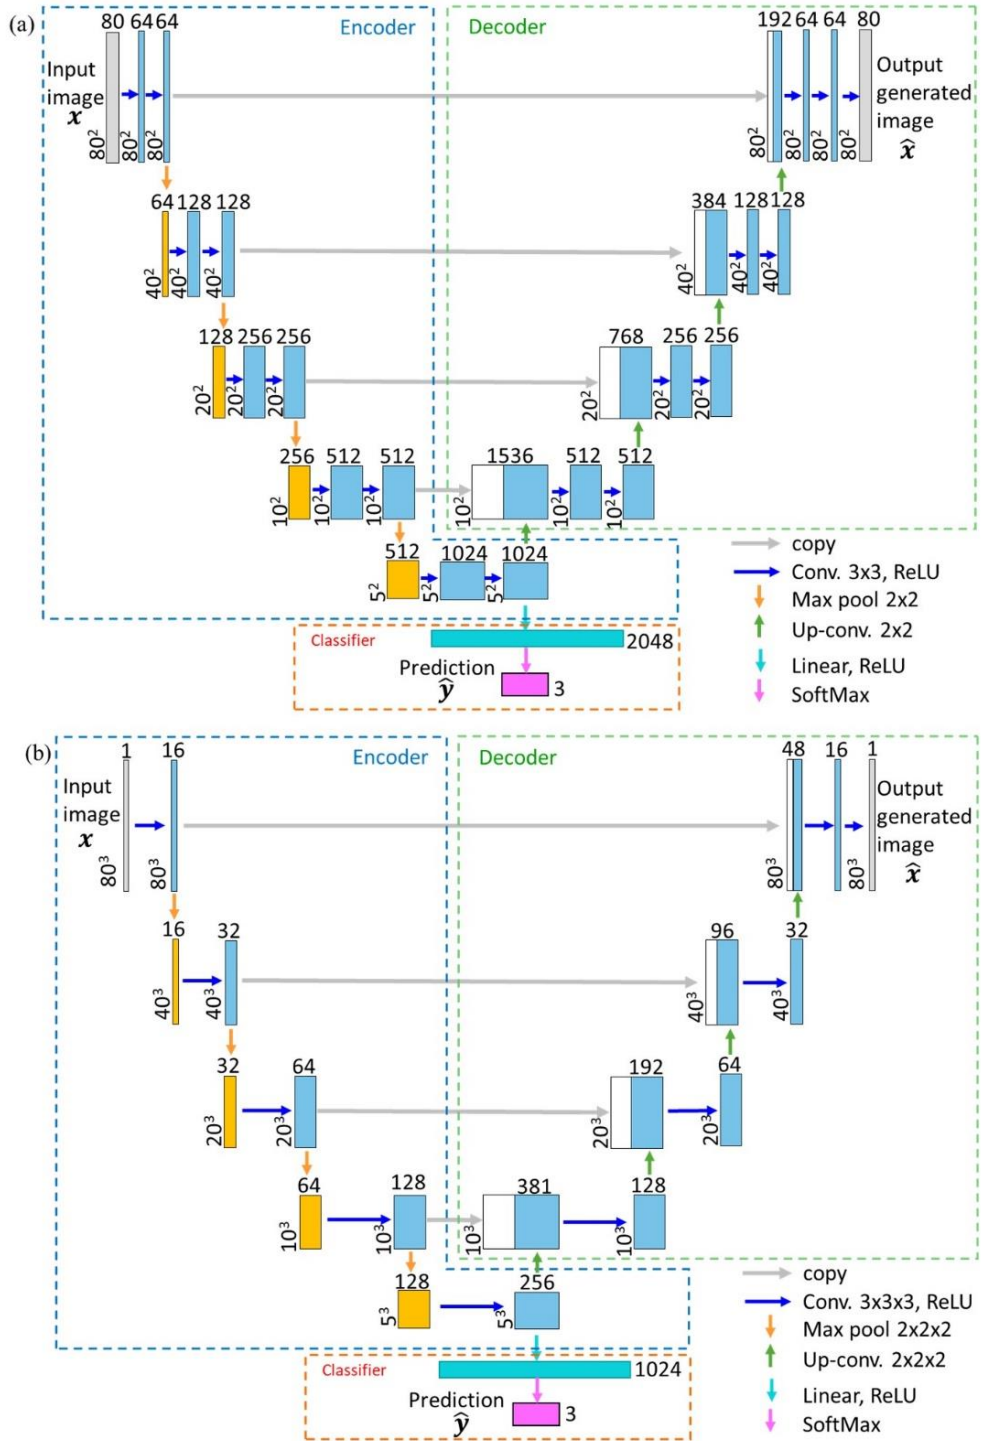 (a)
Encoder
Decoder
80 64 64
192 64 64 80
Input
image
x
80² 80² 80²
80² 80² 80² 80²
Output
generated
image
x̂
64 128 128
384 128 128
40² 40² 40²
40² 40² 40²
128 256 256
768 256 256
20² 20² 20²
20² 20² 20²
256 512 512
1536 512 512
10² 10² 10²
10² 10² 10²
512 1024 1024
5² 5² 5²
copy
Conv. 3x3, ReLU
Max pool 2x2
Up-conv. 2x2
Linear, ReLU
SoftMax
Classifier
2048
Prediction
ŷ
3
(b)
Encoder
Decoder
1 16
48 16 1
Input
image
x
80³ 80³
80³ 80³
Output
generated
image
x̂
16 32
96 32
40³ 40³
40³ 40³
32 64
192 64
20³ 20³
20³ 20³
64 128
381 128
10³ 10³
10³ 10³
128 256
5³ 5³
copy
Conv. 3x3x3, ReLU
Max pool 2x2x2
Up-conv. 2x2x2
Linear, ReLU
SoftMax
Classifier
1024
Prediction
ŷ
3